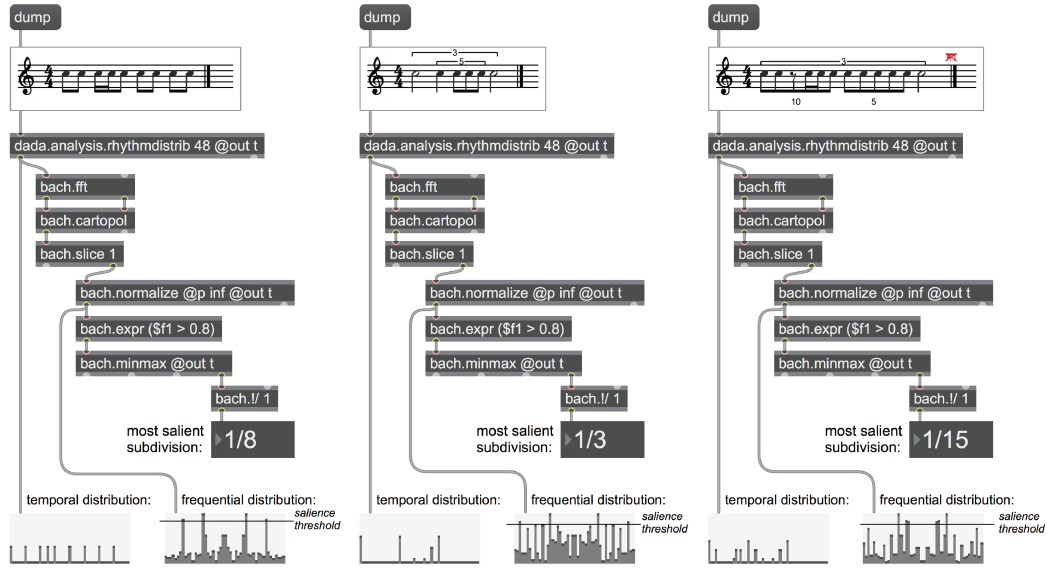 dump
4
4
dada.analysis.rhythmdistrib 48 @out t
bach.fft
bach.cartopol
bach.slice 1
bach.normalize @p inf @out t
bach.expr ($f1 > 0.8)
bach.minmax @out t
bach.!/ 1
most salient
subdivision:
1/8
temporal distribution:
frequential distribution:
salience
threshold
dump
3
5
4
4
dada.analysis.rhythmdistrib 48 @out t
bach.fft
bach.cartopol
bach.slice 1
bach.normalize @p inf @out t
bach.expr ($f1 > 0.8)
bach.minmax @out t
bach.!/ 1
most salient
subdivision:
1/3
temporal distribution:
frequential distribution:
salience
threshold
dump
3
4
4
10
5
dada.analysis.rhythmdistrib 48 @out t
bach.fft
bach.cartopol
bach.slice 1
bach.normalize @p inf @out t
bach.expr ($f1 > 0.8)
bach.minmax @out t
bach.!/ 1
most salient
subdivision:
1/15
temporal distribution:
frequential distribution:
salience
threshold